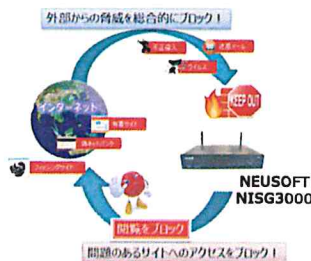 外部からの脅威を総合的にブロック！
不正侵入
迷惑メール
ウイルス
KEEP OUT
インターネット
有害サイト
フィッシングサイト
NEUSOFT
NISG3000
閲覧をブロック
問題のあるサイトへのアクセスをブロック！